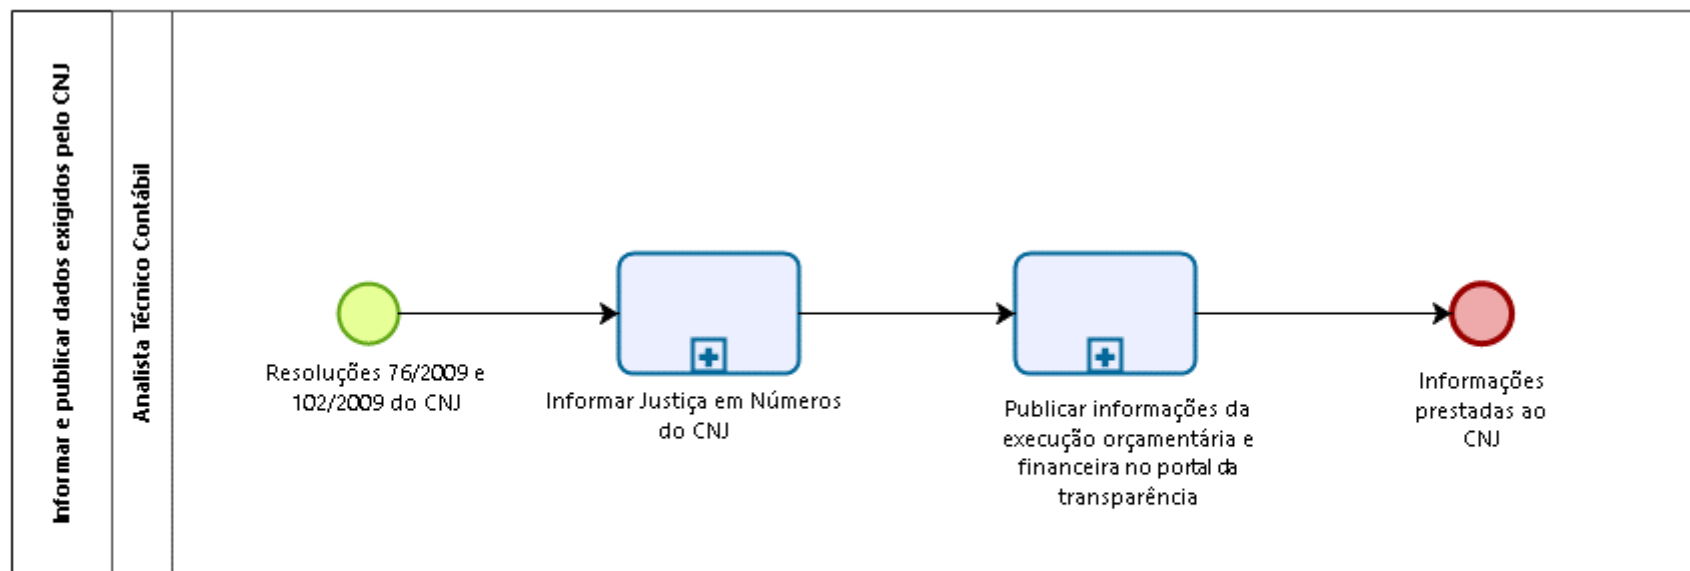 Informar e publicar dados exigidos pelo CNJ
Analista Técnico Contábil
Resoluções 76/2009 e
102/2009 do CNJ
Informar Justiça em Números
do CNJ
Publicar informações da
execução orçamentária e
financeira no portal da
transparência
Informações
prestadas ao
CNJ